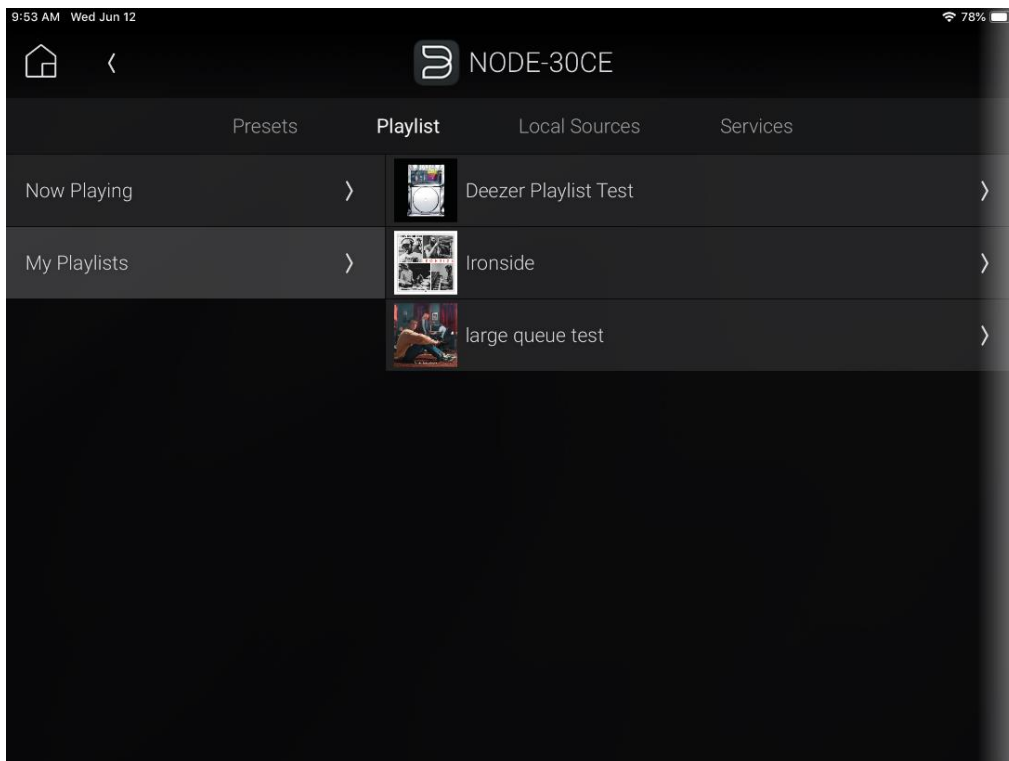 9:53 AM Wed Jun 12 78%
NODE-30CE
Presets Playlist Local Sources Services
Now Playing
Deezer Playlist Test
My Playlists
Ironside
large queue test